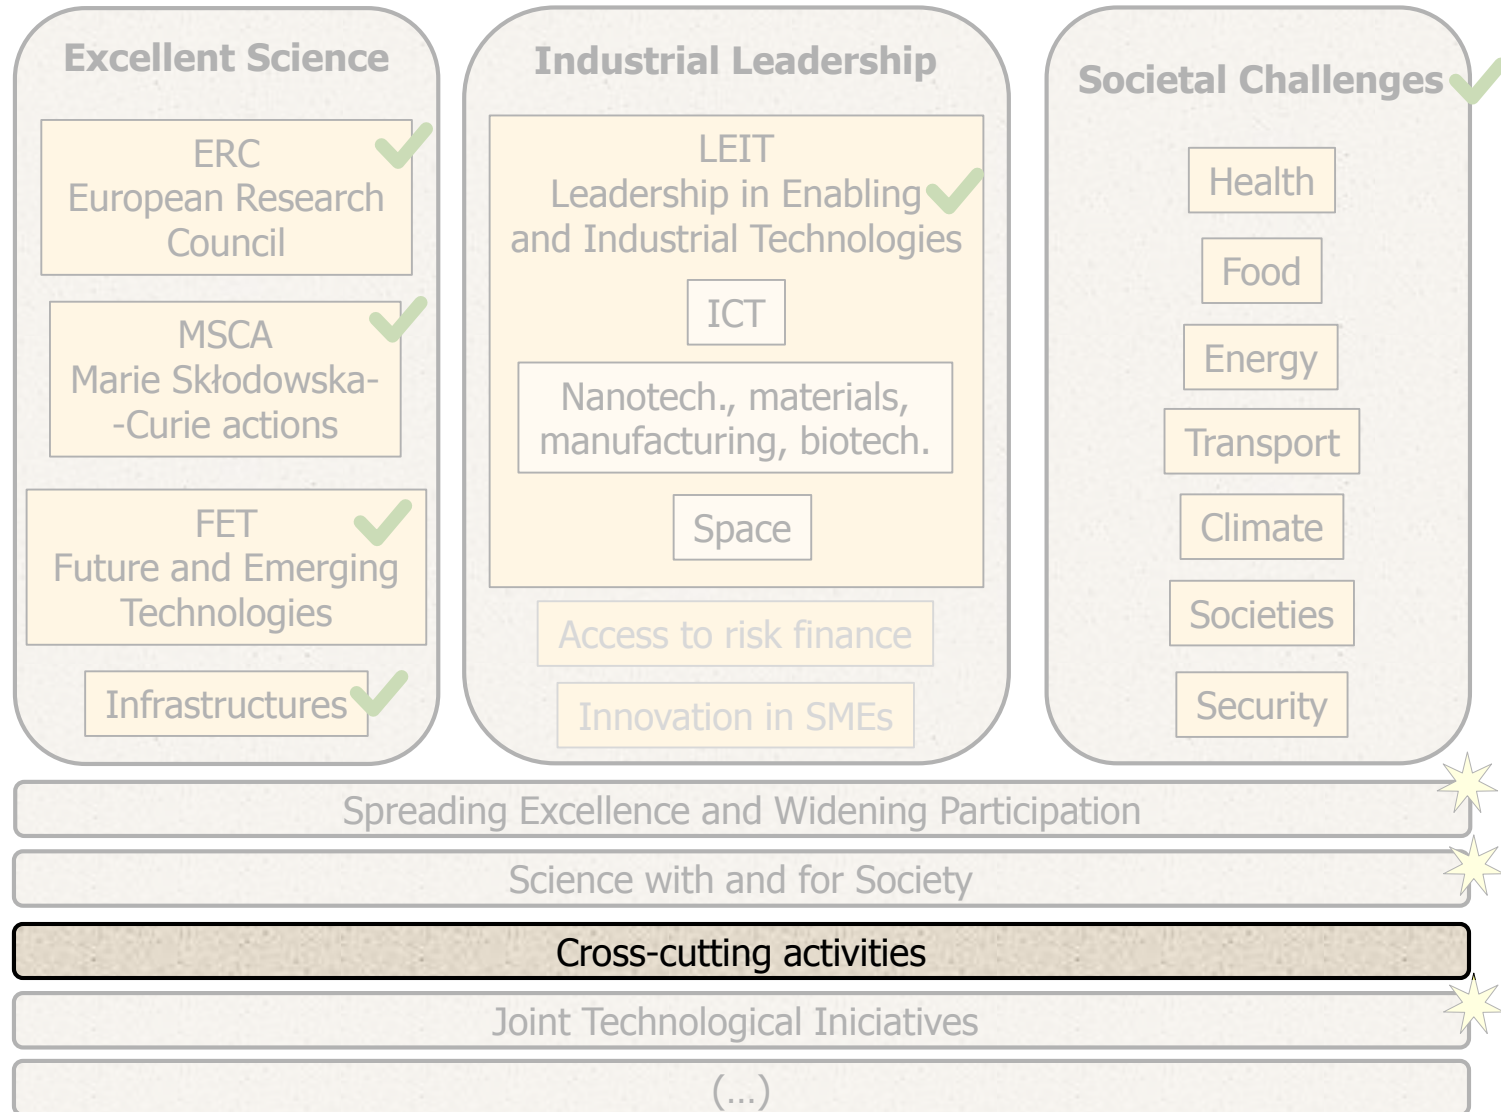 Excellent Science
ERC
European Research
Council
MSCA
Marie Skłodowska-
-Curie actions
FET
Future and Emerging
Technologies
Infrastructures
Industrial Leadership
LEIT
Leadership in Enabling
and Industrial Technologies
ICT
Nanotech., materials,
manufacturing, biotech.
Space
Access to risk finance
Innovation in SMEs
Societal Challenges
Health
Food
Energy
Transport
Climate
Societies
Security
Spreading Excellence and Widening Participation
Science with and for Society
Cross-cutting activities
Joint Technological Iniciatives
(...)